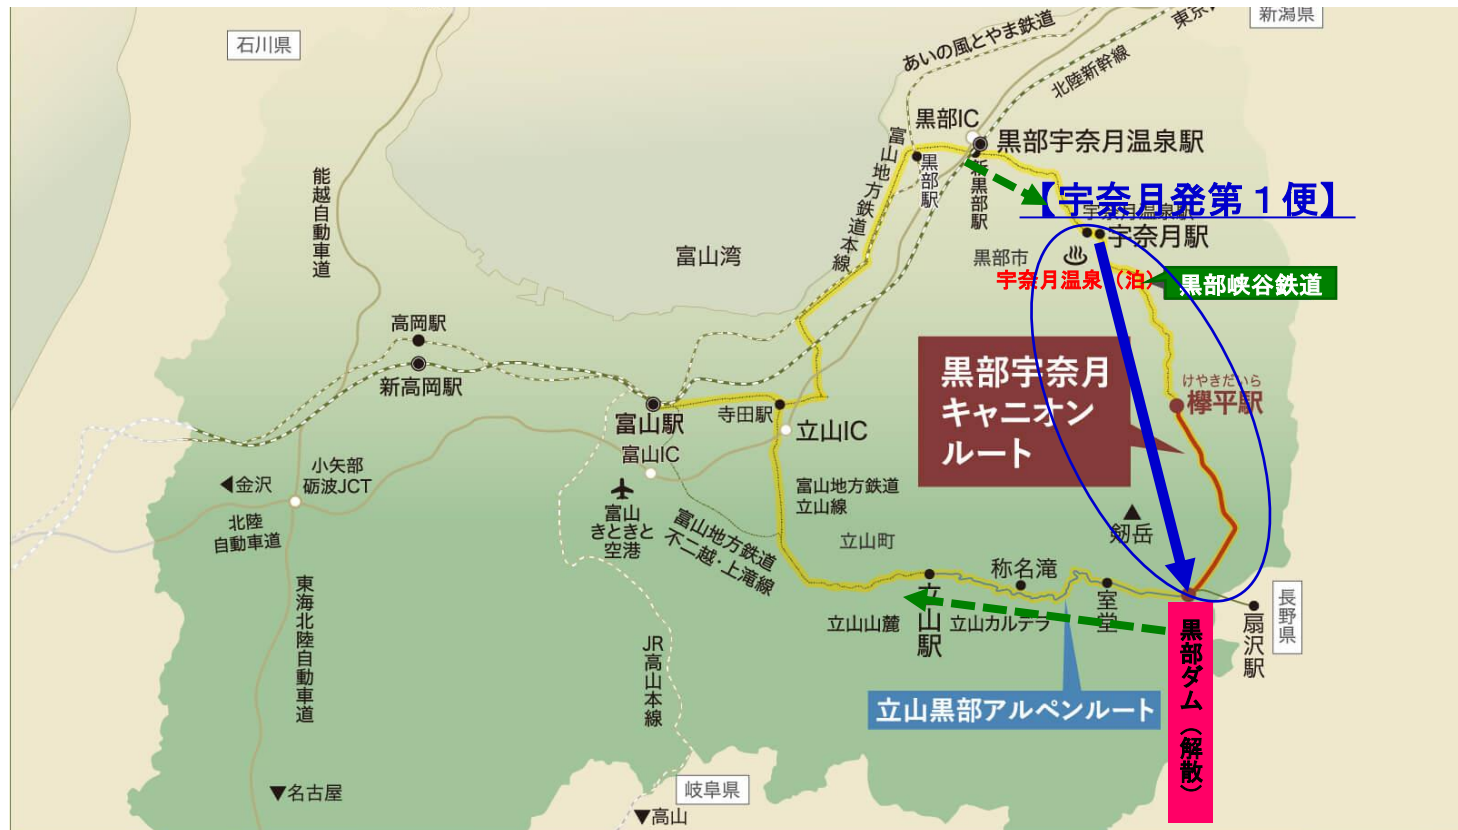 石川県
新潟県
東京
あいの風とやま鉄道
北陸新幹線
黒部IC
黒部宇奈月温泉駅
富山地方鉄道本線
黒部駅
新黒部駅
能越自動車道
【宇奈月発第１便】
宇奈月温泉駅
宇奈月駅
富山湾
黒部市
宇奈月温泉（泊）
黒部峡谷鉄道
高岡駅
新高岡駅
黒部宇奈月
キャニオン
ルート
けやきだいら
欅平駅
富山駅
寺田駅
立山IC
富山IC
◀金沢
小矢部
砺波JCT
北陸
自動車道
富山
きときと
空港
富山地方鉄道
不二越・上滝線
富山地方鉄道
立山線
立山町
▲
剱岳
称名滝
室堂
立山駅
立山山麓
立山カルデラ
扇沢駅
長野県
黒部ダム（解散）
立山黒部アルペンルート
東海北陸自動車道
JR高山本線
▼名古屋
岐阜県
▼高山